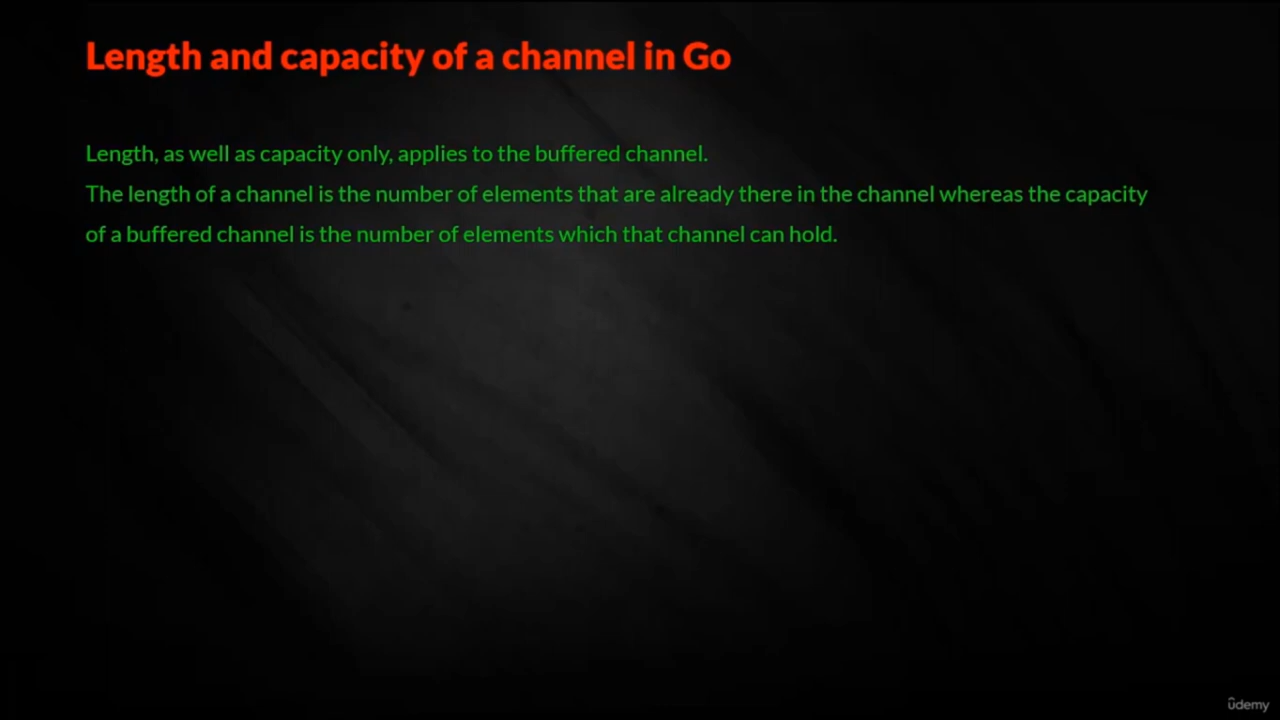 Length and capacity of a channel in Go
Length, as well as capacity only, applies to the buffered channel.
The length of a channel is the number of elements that are already there in the channel whereas the capacity
of a buffered channel is the number of elements which that channel can hold.
ûdemy